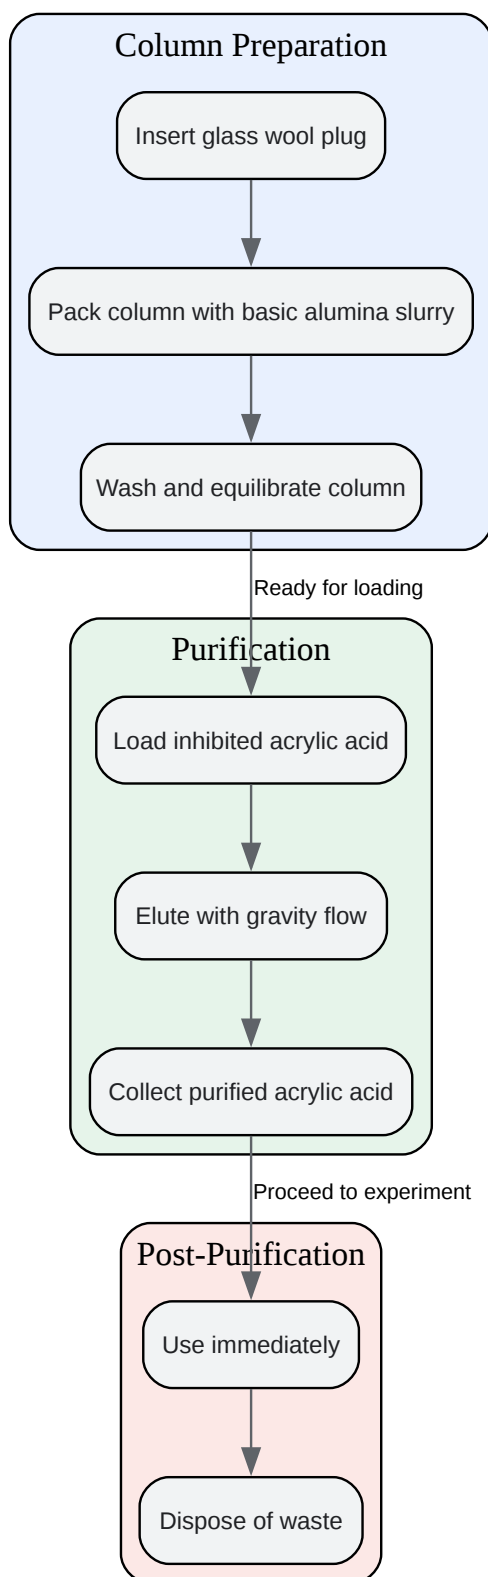 Column Preparation
Insert glass wool plug
Pack column with basic alumina slurry
Wash and equilibrate column
Ready for loading
Purification
Load inhibited acrylic acid
Elute with gravity flow
Collect purified acrylic acid
Proceed to experiment
Post-Purification
Use immediately
Dispose of waste